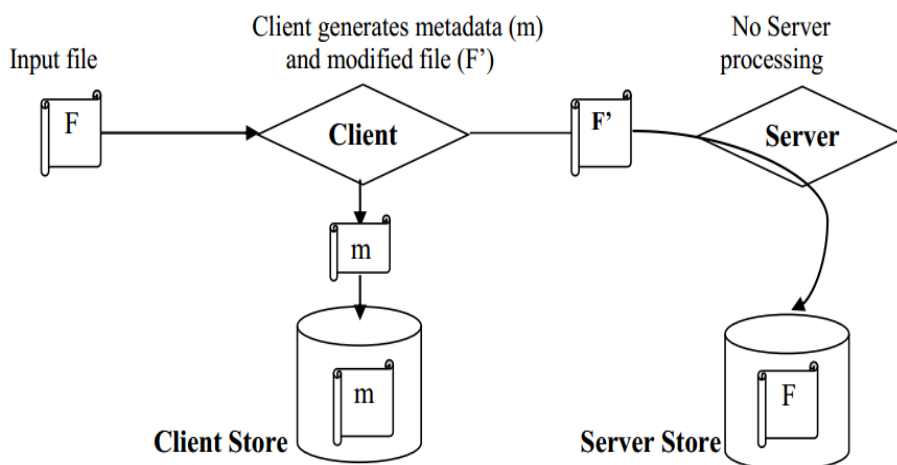 Client generates metadata (m)
and modified file (F’)
No Server
processing
Input file
F
Client
F’
Server
m
m
Client Store
F
Server Store